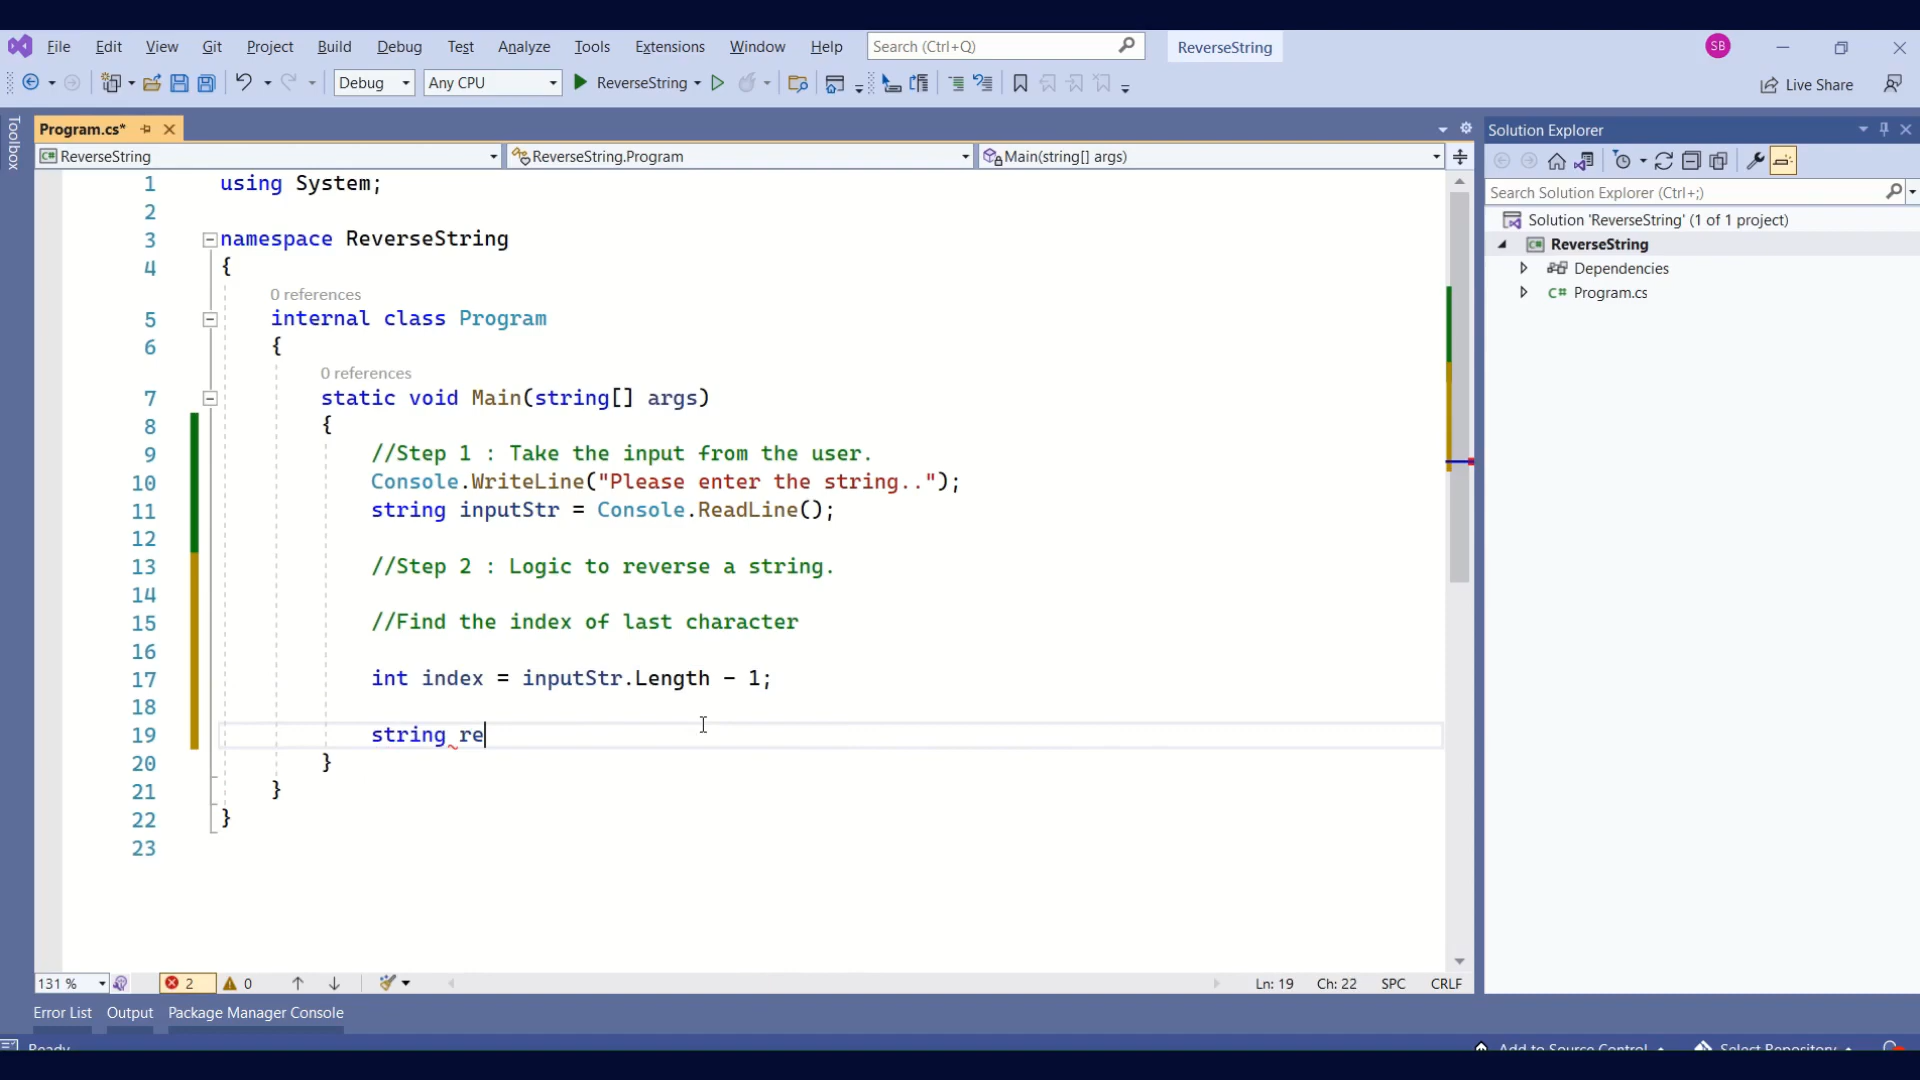 File Edit View Git Project Build Debug Test Analyze Tools Extensions Window Help Search (Ctrl+Q) ReverseString SB
Debug Any CPU ReverseString Live Share
Toolbox
Program.cs*
ReverseString ReverseString.Program Main(string[] args)
1 using System;
2
3 namespace ReverseString
4 {
0 references
5 internal class Program
6 {
0 references
7 static void Main(string[] args)
8 {
9 //Step 1 : Take the input from the user.
10 Console.WriteLine("Please enter the string..");
11 string inputStr = Console.ReadLine();
12
13 //Step 2 : Logic to reverse a string.
14
15 //Find the index of last character
16
17 int index = inputStr.Length - 1;
18
19 string re
20 }
21 }
22 }
23
131 % 2 0 Ln: 19 Ch: 22 SPC CRLF
Error List Output Package Manager Console
Solution Explorer
Search Solution Explorer (Ctrl+;)
Solution 'ReverseString' (1 of 1 project)
C# ReverseString
Dependencies
C# Program.cs
Ready Add to Source Control Select Repository